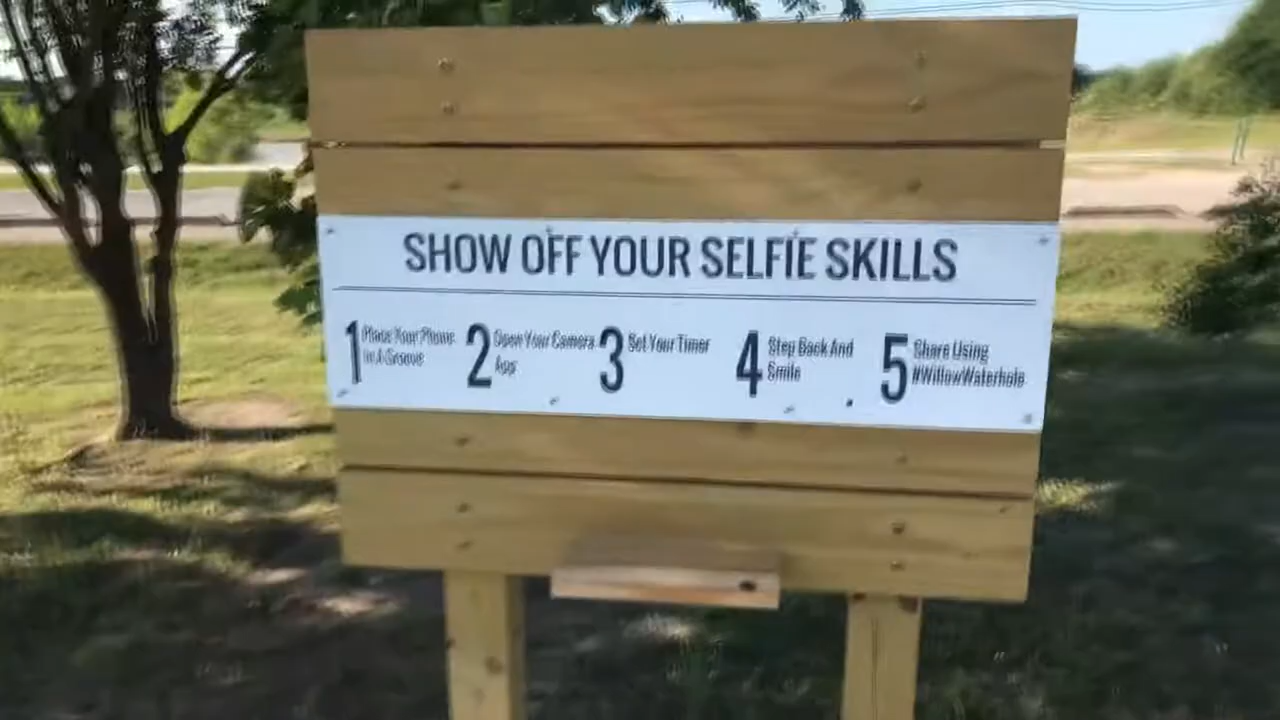 SHOW OFF YOUR SELFIE SKILLS
1 Place Your Phone
In A Groove
2 Open Your Camera
App
3 Set Your Timer
4 Step Back And
Smile
5 Share Using
#WillowWaterhole